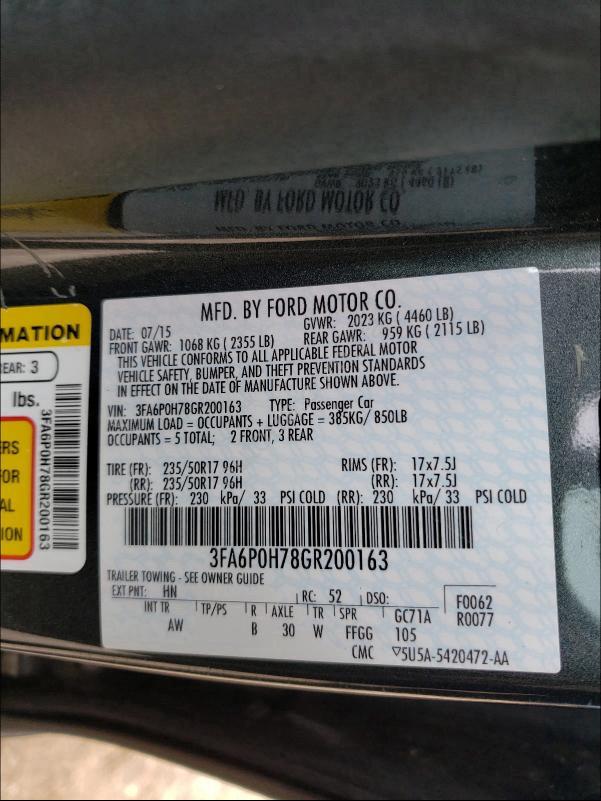 MFD. BY FORD MOTOR CO.
RMATION
REAR: 3
lbs.
ERS
FOR
AL
ION
3FA6P0H78GR200163
MFD. BY FORD MOTOR CO.
DATE: 07/15 GVWR: 2023 KG ( 4460 LB)
FRONT GAWR: 1068 KG ( 2355 LB) REAR GAWR: 959 KG ( 2115 LB)
THIS VEHICLE CONFORMS TO ALL APPLICABLE FEDERAL MOTOR
VEHICLE SAFETY, BUMPER, AND THEFT PREVENTION STANDARDS
IN EFFECT ON THE DATE OF MANUFACTURE SHOWN ABOVE.
VIN: 3FA6P0H78GR200163 TYPE: Passenger Car
MAXIMUM LOAD = OCCUPANTS + LUGGAGE = 385KG/ 850LB
OCCUPANTS = 5 TOTAL; 2 FRONT, 3 REAR
TIRE (FR): 235/50R17 96H RIMS (FR): 17x7.5J
(RR): 235/50R17 96H (RR): 17x7.5J
PRESSURE (FR): 230 kPa/ 33 PSI COLD (RR): 230 kPa/ 33 PSI COLD
3FA6P0H78GR200163
TRAILER TOWING - SEE OWNER GUIDE
EXT PNT: HN RC: 52 DSO: F0062
INT TR TP/PS R AXLE TR SPR GC71A R0077
AW B 30 W FFGG 105
CMC ▽5U5A-5420472-AA